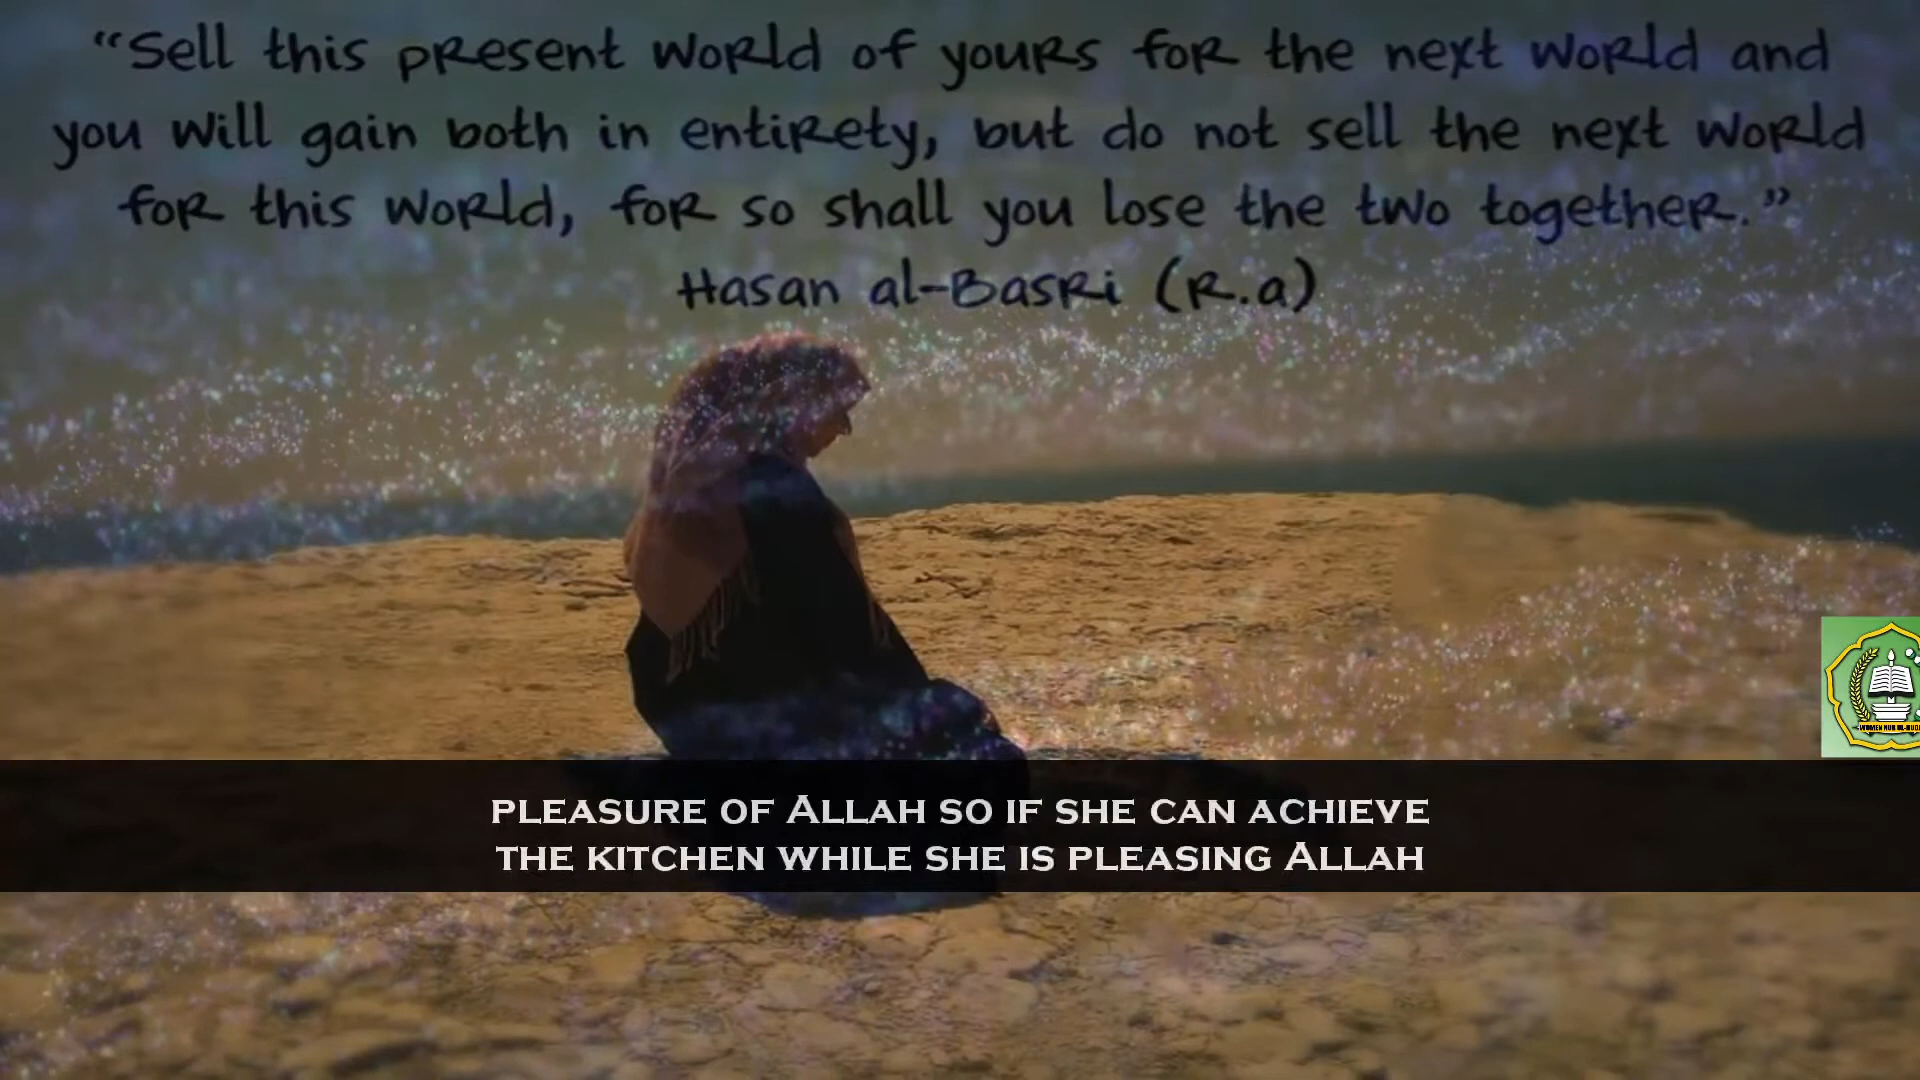 “Sell this present world of yours for the next world and
you will gain both in entirety, but do not sell the next world
for this world, for so shall you lose the two together.”
Hasan al-Basri (R.a)
PLEASURE OF ALLAH SO IF SHE CAN ACHIEVE
THE KITCHEN WHILE SHE IS PLEASING ALLAH